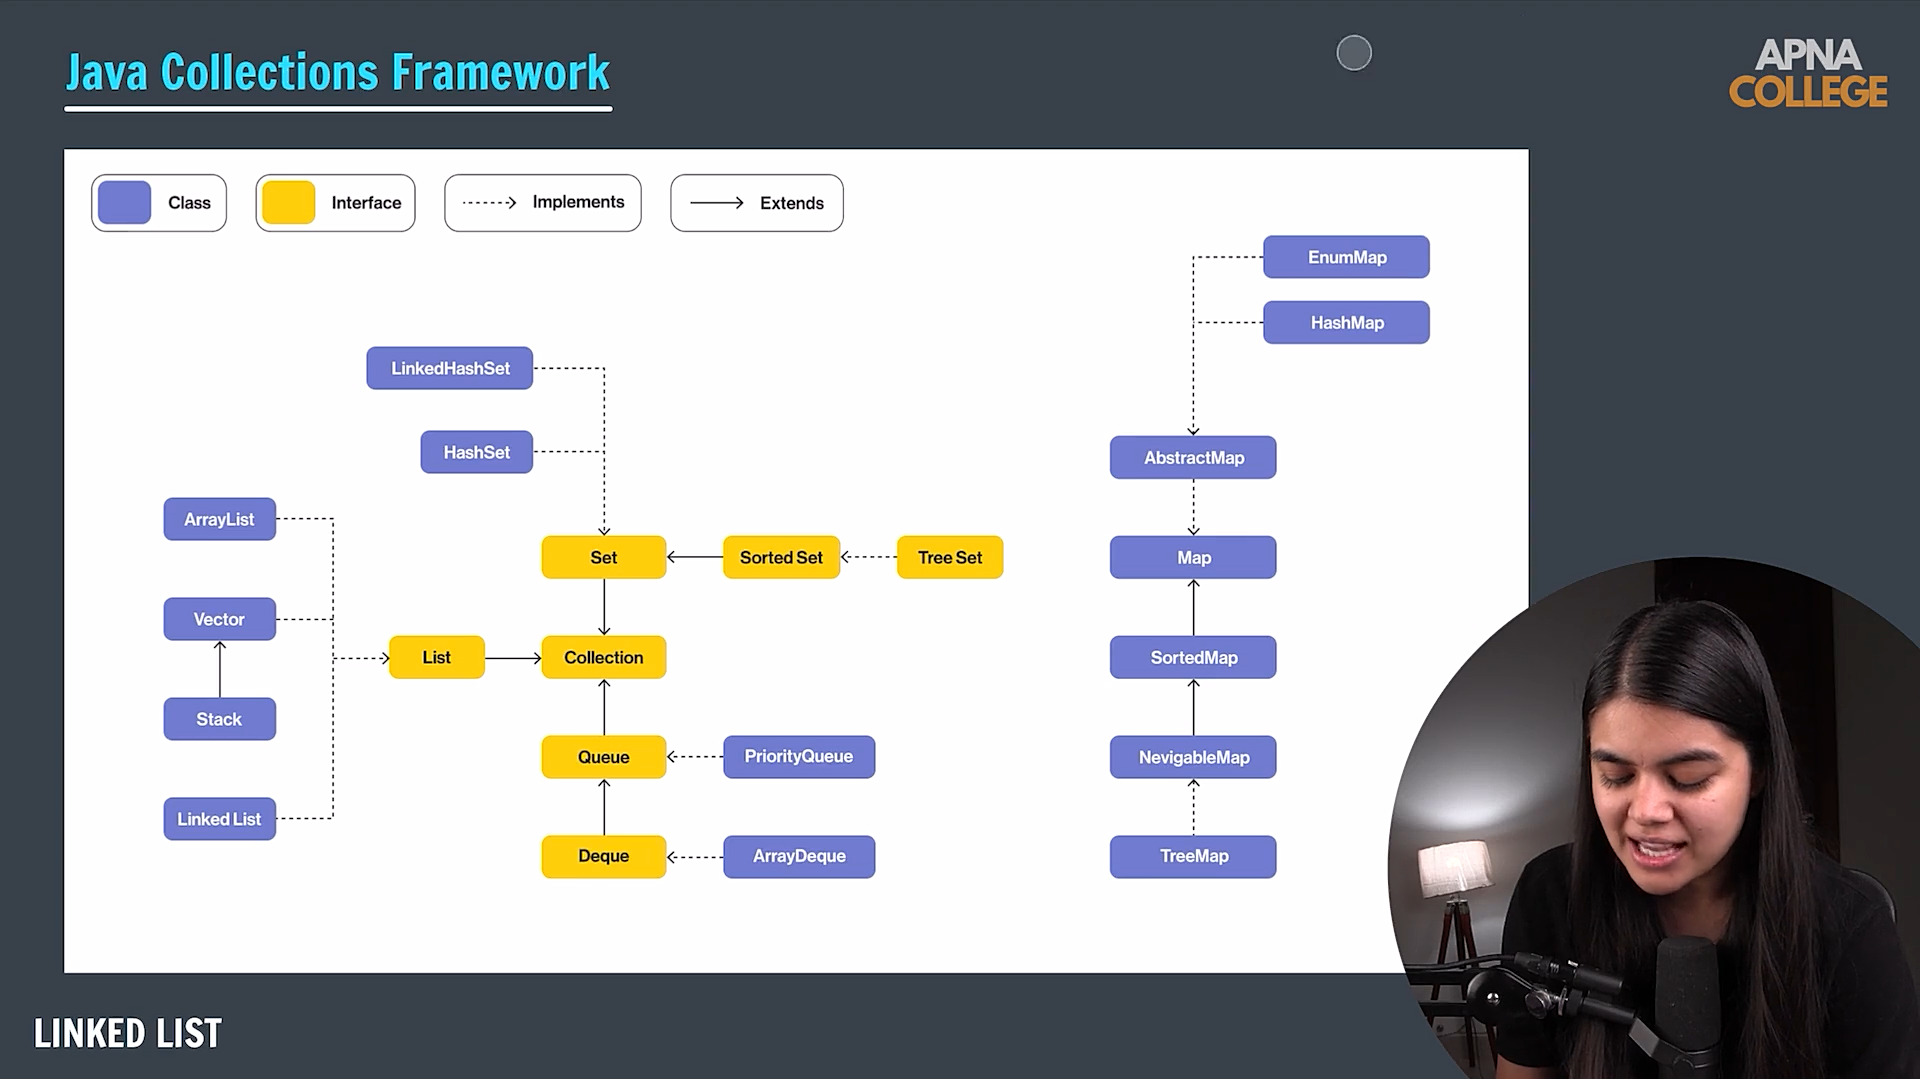 Java Collections Framework
APNA
COLLEGE
Class
Interface
Implements
Extends
EnumMap
HashMap
LinkedHashSet
HashSet
AbstractMap
ArrayList
Set
Sorted Set
Tree Set
Map
Vector
List
Collection
SortedMap
Stack
Queue
PriorityQueue
NevigableMap
Linked List
Deque
ArrayDeque
TreeMap
LINKED LIST